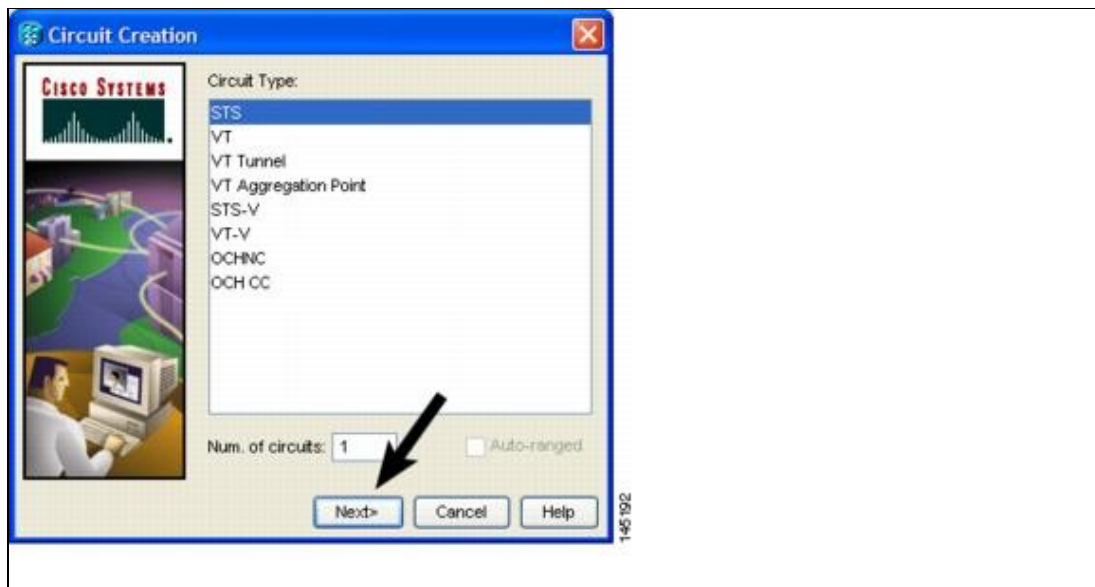 Circuit Creation
CISCO SYSTEMS
Circuit Type:
STS
VT
VT Tunnel
VT Aggregation Point
STS-V
VT-V
OCHNC
OCH CC
Num. of circuits: 1
Auto-ranged
Next>
Cancel
Help
145192